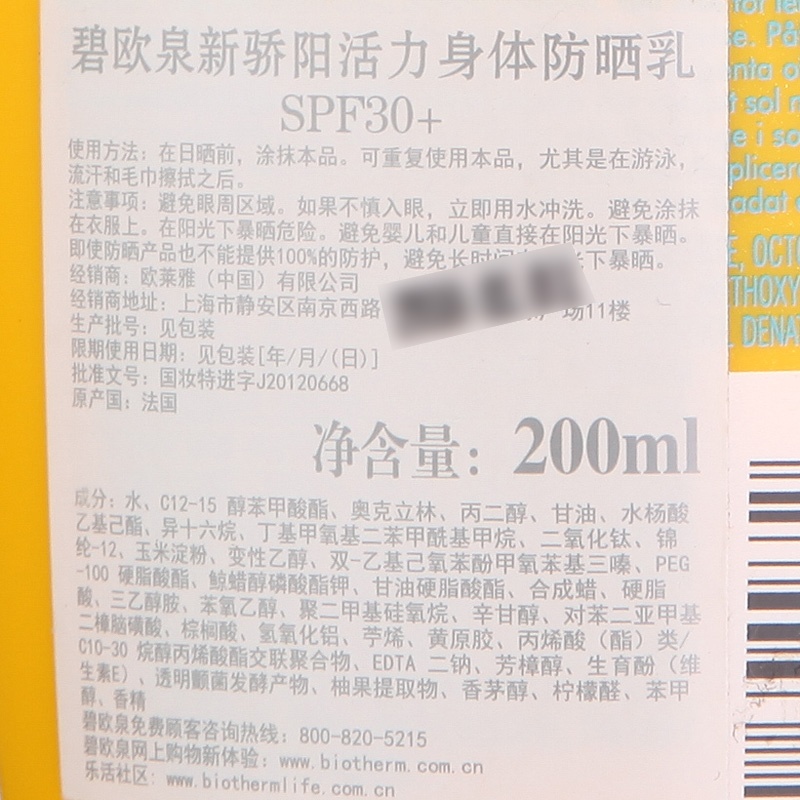 碧欧泉新骄阳活力身体防晒乳
SPF30+
使用方法：在日晒前，涂抹本品。可重复使用本品，尤其是在游泳，
流汗和毛巾擦拭之后。
注意事项：避免眼周区域。如果不慎入眼，立即用水冲洗。避免涂抹
在衣服上。在阳光下暴晒危险。避免婴儿和儿童直接在阳光下暴晒。
即使防晒产品也不能提供100%的防护，避免长时间 下暴晒。
经销商：欧莱雅（中国）有限公司
经销商地址：上海市静安区南京西路 场11楼
生产批号：见包装
限期使用日期：见包装[年/月/(日)]
批准文号：国妆特进字J20120668
原产国：法国
净含量：200ml
成分：水、C12-15 醇苯甲酸酯、奥克立林、丙二醇、甘油、水杨酸
乙基己酯、异十六烷、丁基甲氧基二苯甲酰基甲烷、二氧化钛、锦
纶-12、玉米淀粉、变性乙醇、双-乙基己氧苯酚甲氧苯基三嗪、PEG
-100 硬脂酸酯、鲸蜡醇磷酸酯钾、甘油硬脂酸酯、合成蜡、硬脂
酸、三乙醇胺、苯氧乙醇、聚二甲基硅氧烷、辛甘醇、对苯二亚甲基
二樟脑磺酸、棕榈酸、氢氧化铝、苧烯、黄原胶、丙烯酸（酯）类/
C10-30 烷醇丙烯酸酯交联聚合物、EDTA 二钠、芳樟醇、生育酚（维
生素E）、透明颤菌发酵产物、柚果提取物、香茅醇、柠檬醛、苯甲
醇、香精
碧欧泉免费顾客咨询热线：800-820-5215
碧欧泉网上购物新体验：www.biotherm.com.cn
乐活社区：www.biothermlife.com.cn
se. På
enta o
t sol n
e i so
plicera
adat
E, OCTO
THOXY
DENA